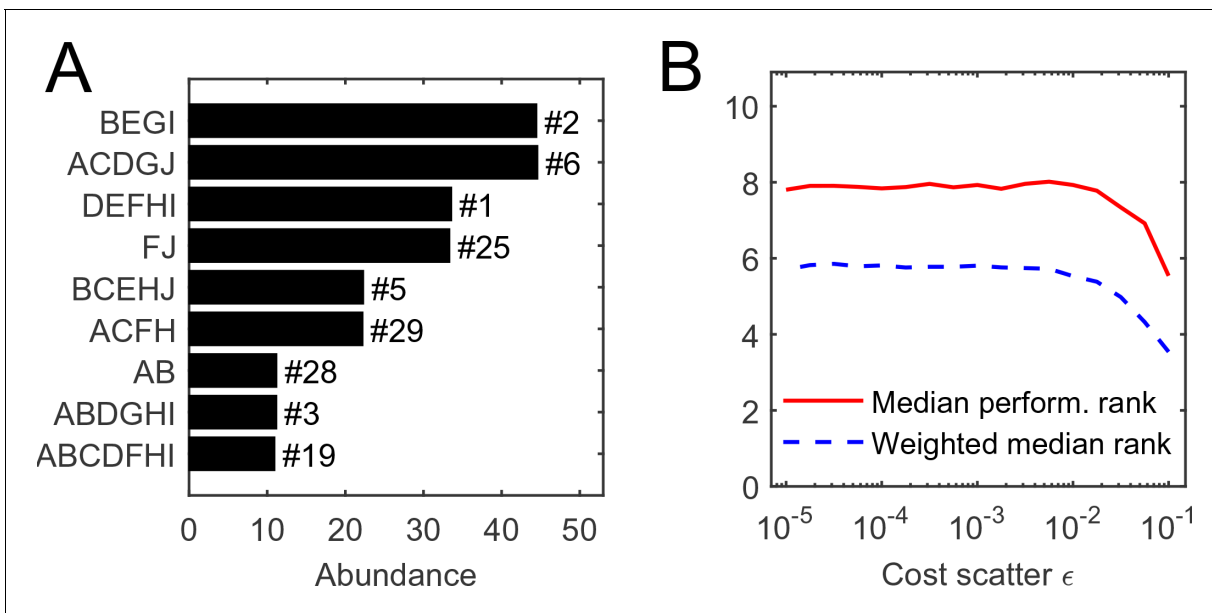 A
BEGI #2
ACDGJ #6
DEFHI #1
FJ #25
BCEHJ #5
ACFH #29
AB #28
ABDGHI #3
ABCDFHI #19
0 10 20 30 40 50
Abundance
B
10
8
6
4
2
0
Median perform. rank
Weighted median rank
10^-5 10^-4 10^-3 10^-2 10^-1
Cost scatter ϵ